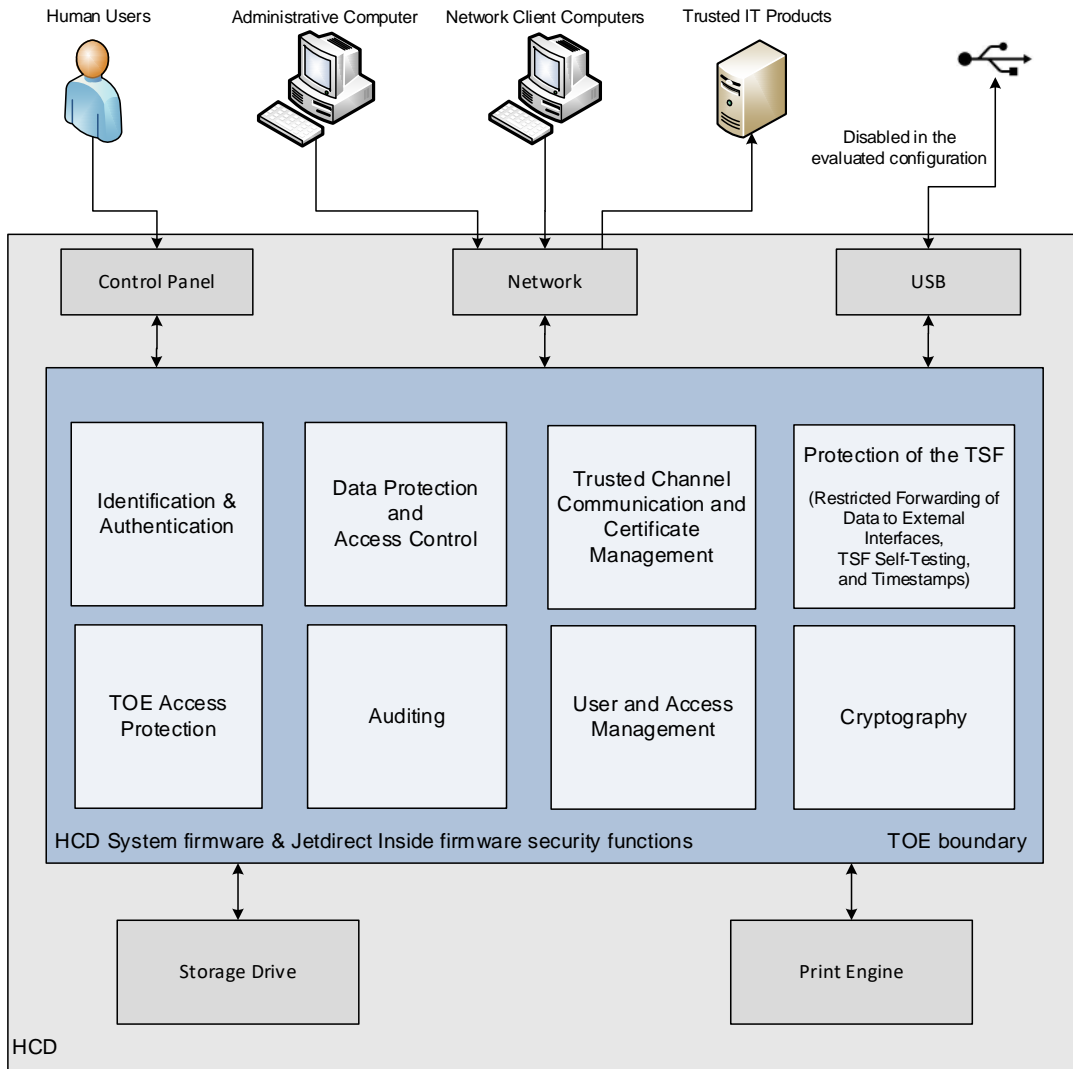 Human Users
Administrative Computer
Network Client Computers
Trusted IT Products
Disabled in the
evaluated configuration
Control Panel
Network
USB
Identification &
Authentication
Data Protection
and
Access Control
Trusted Channel
Communication and
Certificate
Management
Protection of the TSF
(Restricted Forwarding of
Data to External
Interfaces,
TSF Self-Testing,
and Timestamps)
TOE Access
Protection
Auditing
User and Access
Management
Cryptography
HCD System firmware & Jetdirect Inside firmware security functions
TOE boundary
Storage Drive
Print Engine
HCD